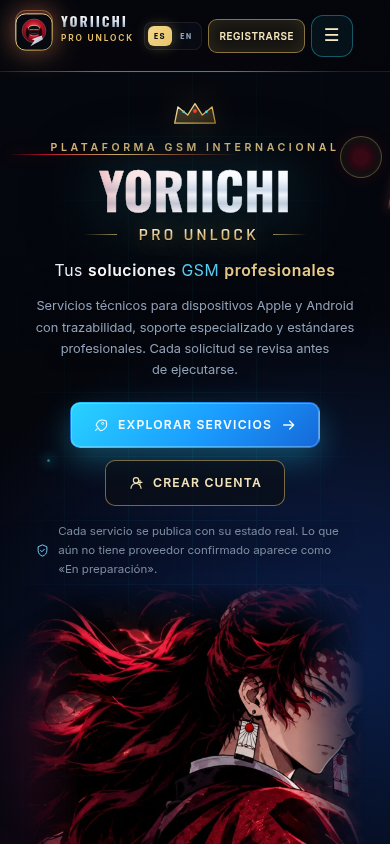 YORIICHI
PRO UNLOCK
ES EN
REGISTRARSE
PLATAFORMA GSM INTERNACIONAL
YORIICHI
PRO UNLOCK
Tus soluciones GSM profesionales
Servicios técnicos para dispositivos Apple y Android
con trazabilidad, soporte especializado y estándares
profesionales. Cada solicitud se revisa antes
de ejecutarse.
EXPLORAR SERVICIOS
CREAR CUENTA
Cada servicio se publica con su estado real. Lo que
aún no tiene proveedor confirmado aparece como
«En preparación».